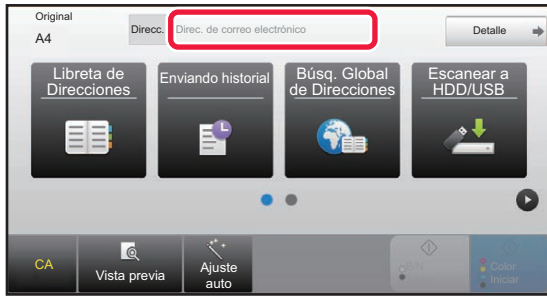 Original
A4
Direcc.
Direc. de correo electrónico
Detalle
Libreta de
Direcciones
Enviando historial
Búsq. Global
de Direcciones
Escanear a
HDD/USB
CA
Vista previa
Ajuste
auto
B/N
Iniciar
Color
Iniciar